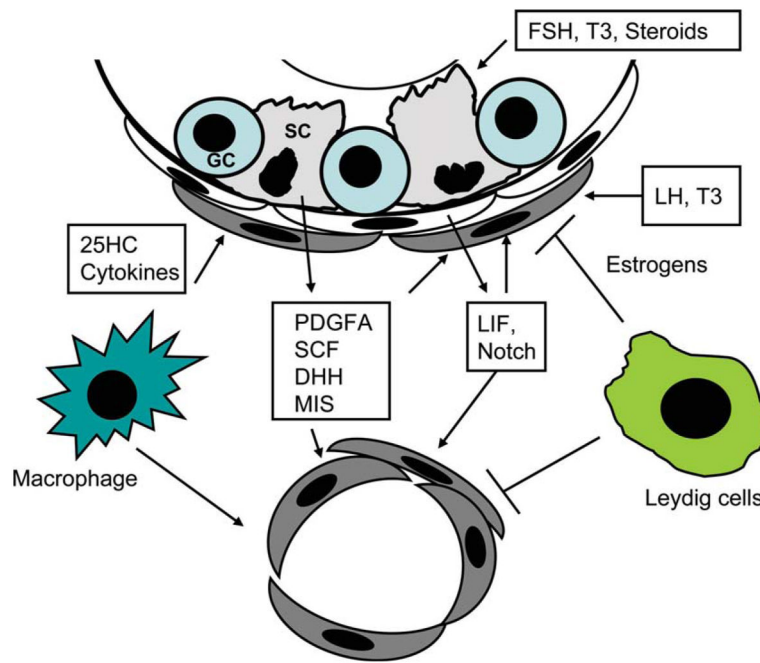 FSH, T3, Steroids
SC
GC
LH, T3
25HC
Cytokines
Estrogens
PDGFA
SCF
DHH
MIS
LIF,
Notch
Macrophage
Leydig cells